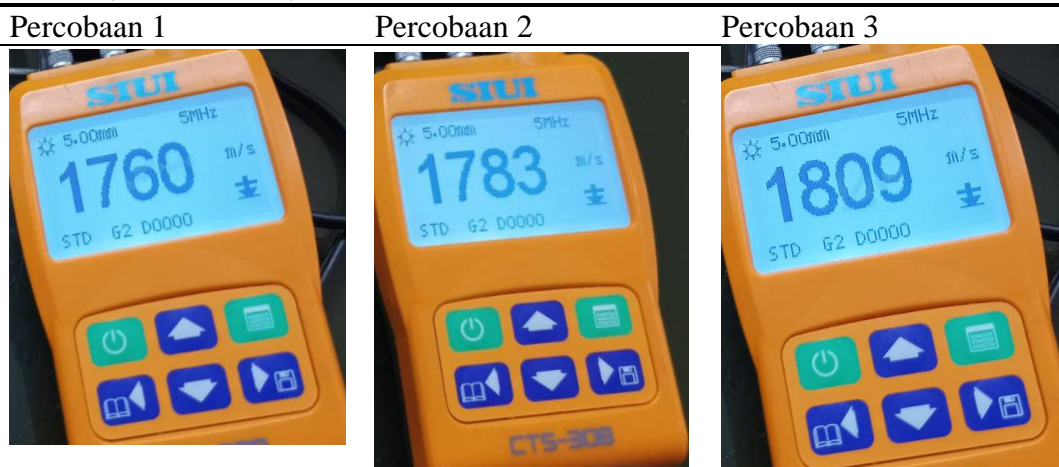 Percobaan 1
Percobaan 2
Percobaan 3
SIUI
5.00mm 5MHz
1760 m/s
STD G2 D0000
SIUI
5.00mm 5MHz
1783 m/s
STD G2 D0000
CTS-30B
SIUI
5.00mm 5MHz
1809 m/s
STD G2 D0000